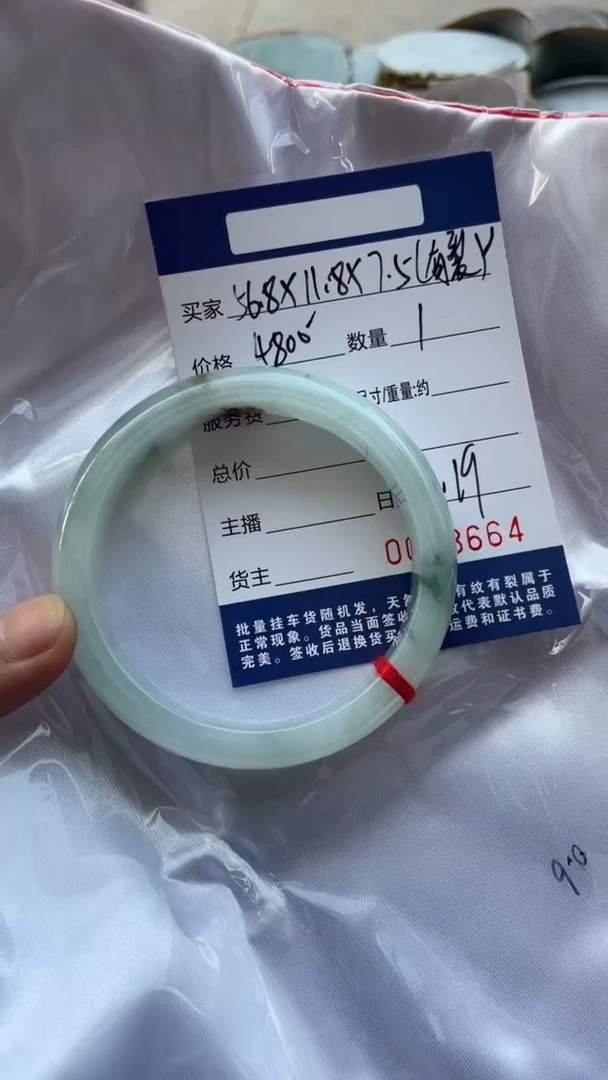 买家 56.8X11.8X7.5(有裂)
价格 4800 数量 1
服务费 尺寸/重量:约
总价
主播 日 .19
货主 00 3664
批量挂车货随机发,天然 有纹有裂属于
正常现象。货品当面签收 代表默认品质
完美。签收后退换货买 运费和证书费。
9.0